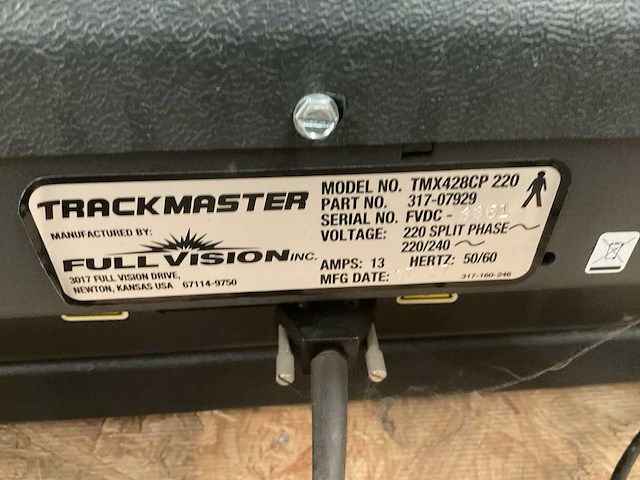 TRACKMASTER
MANUFACTURED BY:
FULL VISION INC.
3017 FULL VISION DRIVE,
NEWTON, KANSAS USA 67114-9750
MODEL NO. TMX428CP 220
PART NO. 317-07929
SERIAL NO. FVDC -
VOLTAGE: 220 SPLIT PHASE ~
220/240 ~
AMPS: 13 HERTZ: 50/60
MFG DATE:
317-160-246